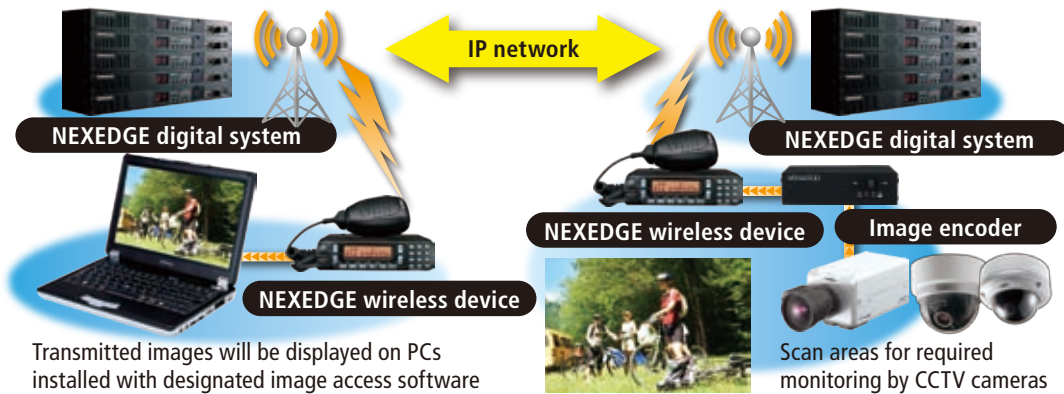 IP network
NEXEDGE digital system
NEXEDGE digital system
NEXEDGE wireless device
Image encoder
NEXEDGE wireless device
Transmitted images will be displayed on PCs
installed with designated image access software
Scan areas for required
monitoring by CCTV cameras